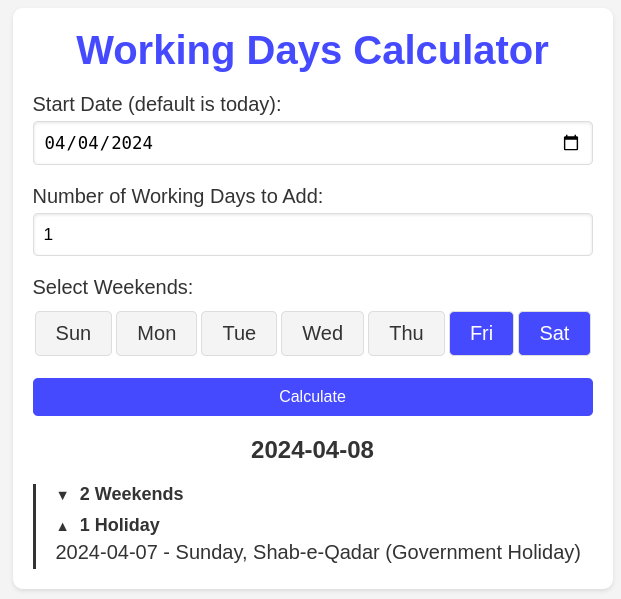 Working Days Calculator
Start Date (default is today):
04/04/2024
Number of Working Days to Add:
1
Select Weekends:
Sun Mon Tue Wed Thu Fri Sat
Calculate
2024-04-08
▼ 2 Weekends
▲ 1 Holiday
2024-04-07 - Sunday, Shab-e-Qadar (Government Holiday)